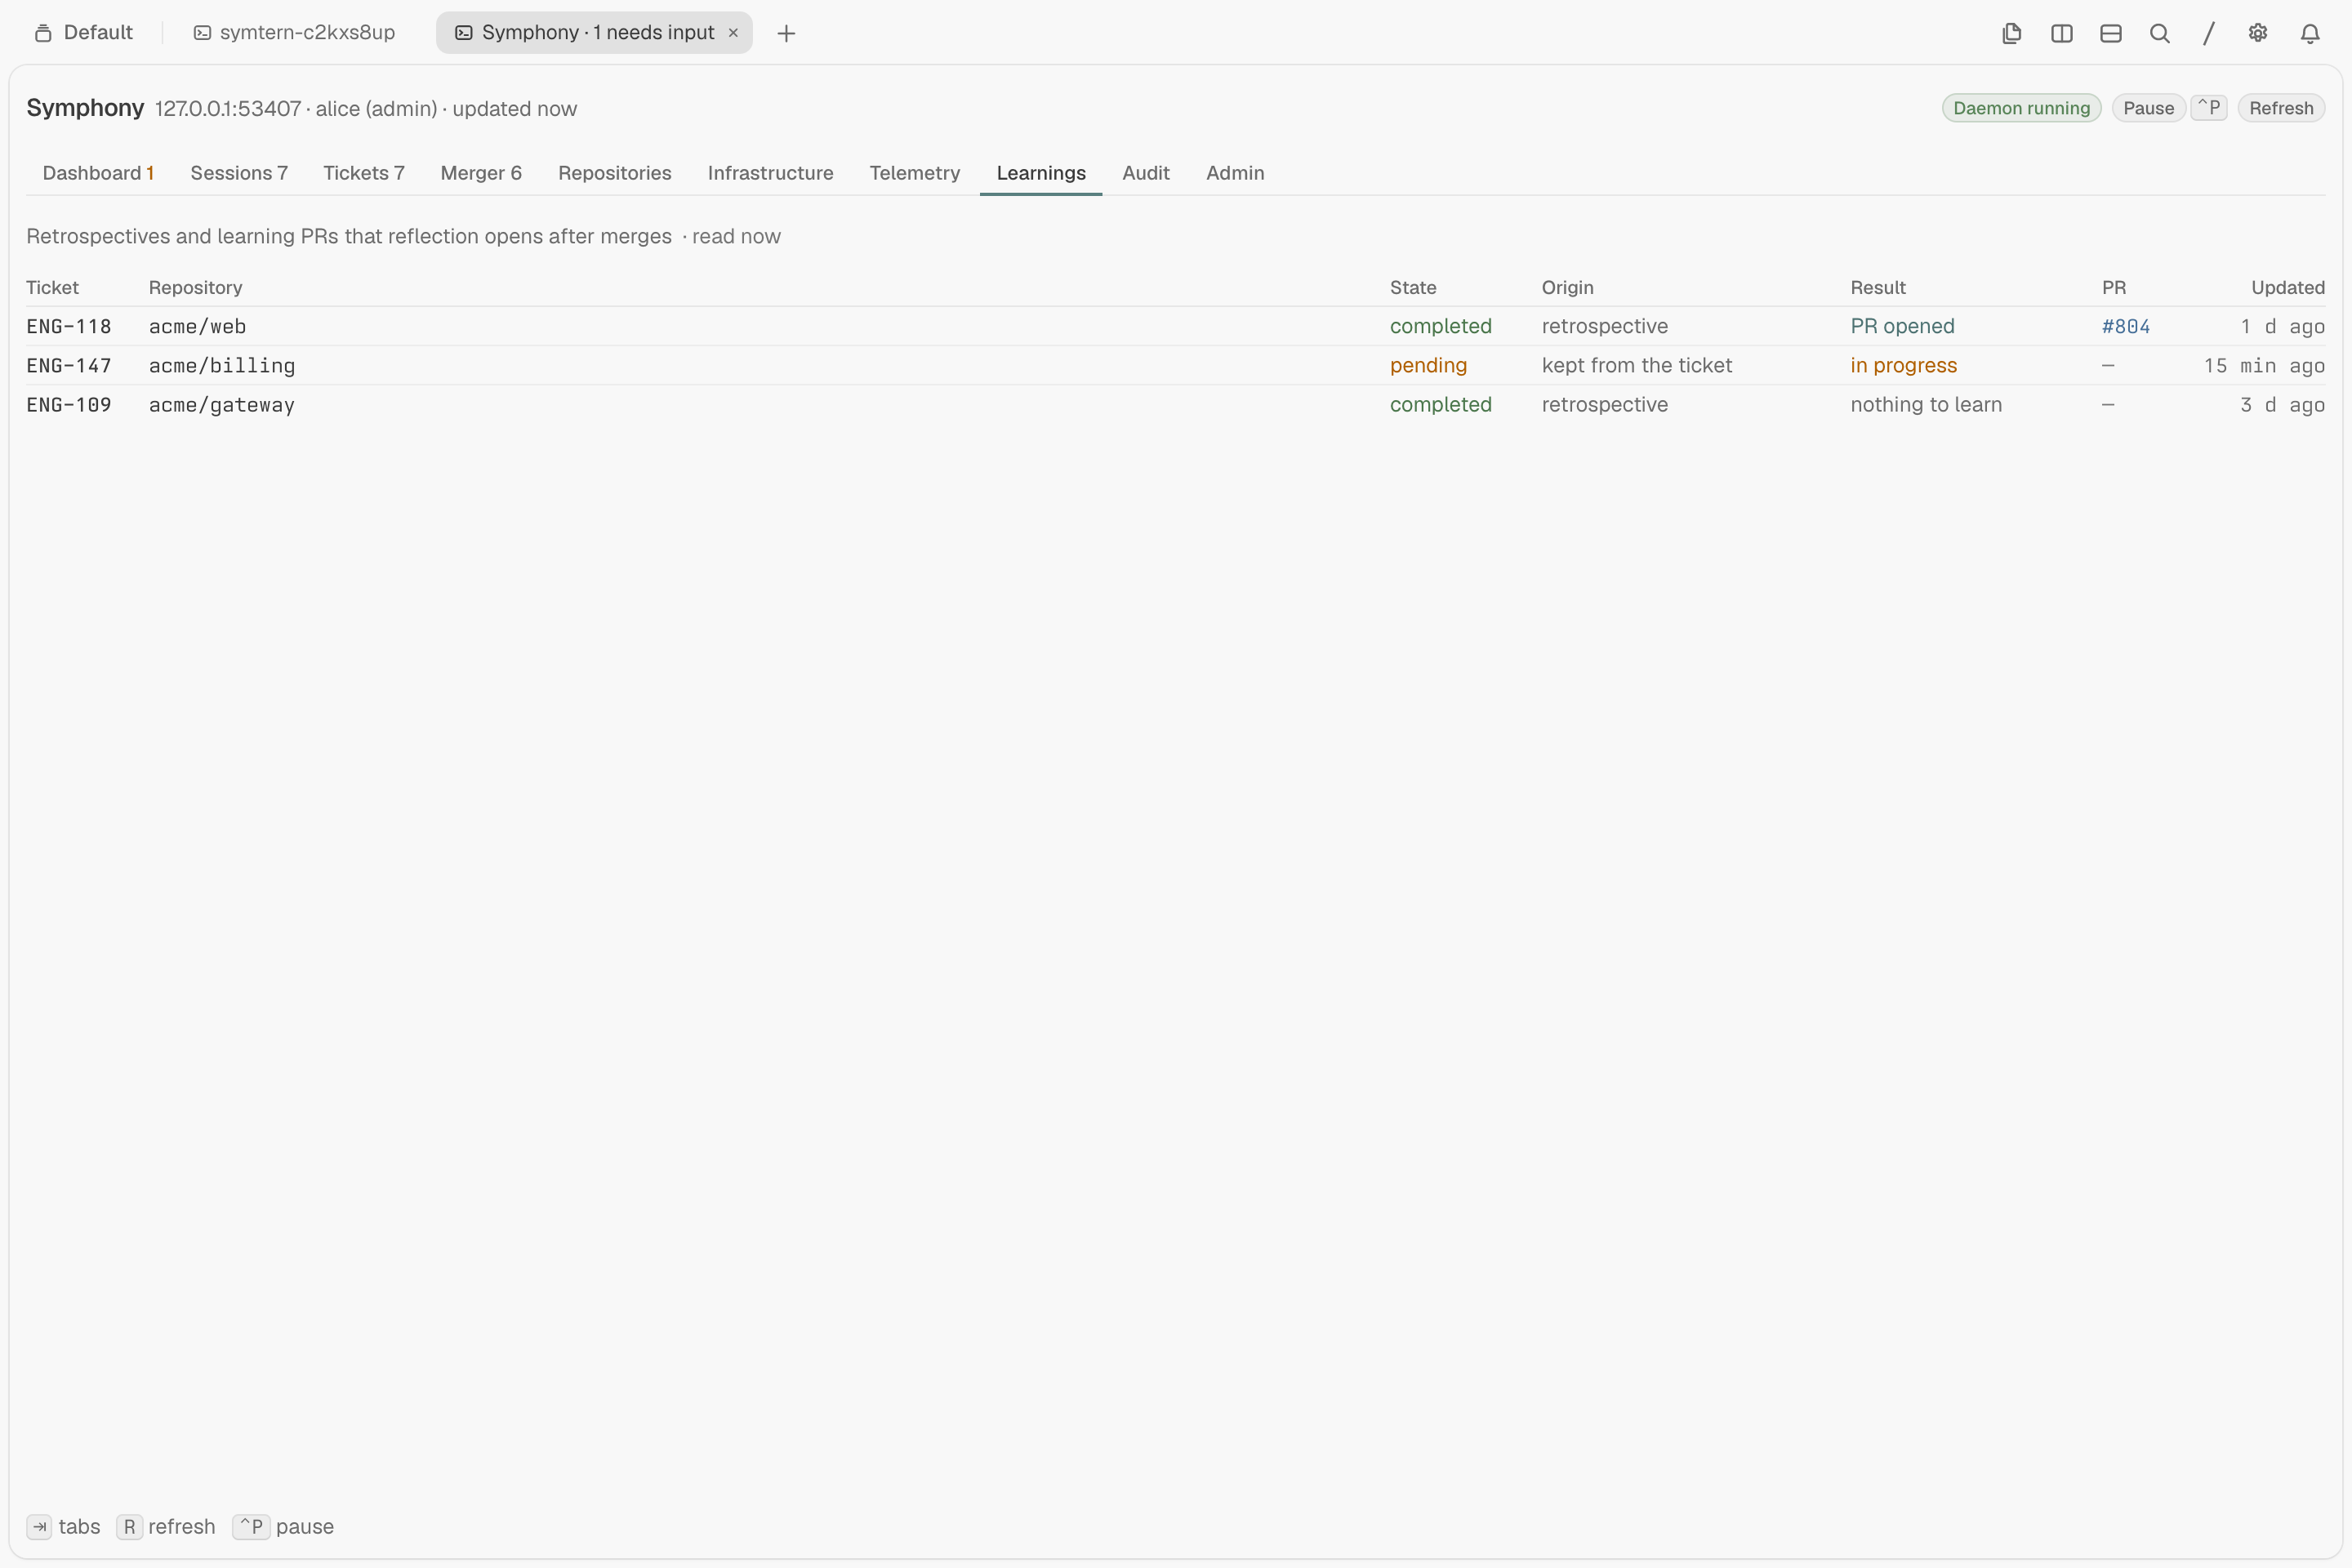 Default symtern-c2kxs8up Symphony · 1 needs input × +
Symphony 127.0.0.1:53407 · alice (admin) · updated now Daemon running Pause ^P Refresh
Dashboard 1 Sessions 7 Tickets 7 Merger 6 Repositories Infrastructure Telemetry Learnings Audit Admin
Retrospectives and learning PRs that reflection opens after merges · read now
Ticket Repository State Origin Result PR Updated
ENG-118 acme/web completed retrospective PR opened #804 1 d ago
ENG-147 acme/billing pending kept from the ticket in progress — 15 min ago
ENG-109 acme/gateway completed retrospective nothing to learn — 3 d ago
tabs R refresh ^P pause